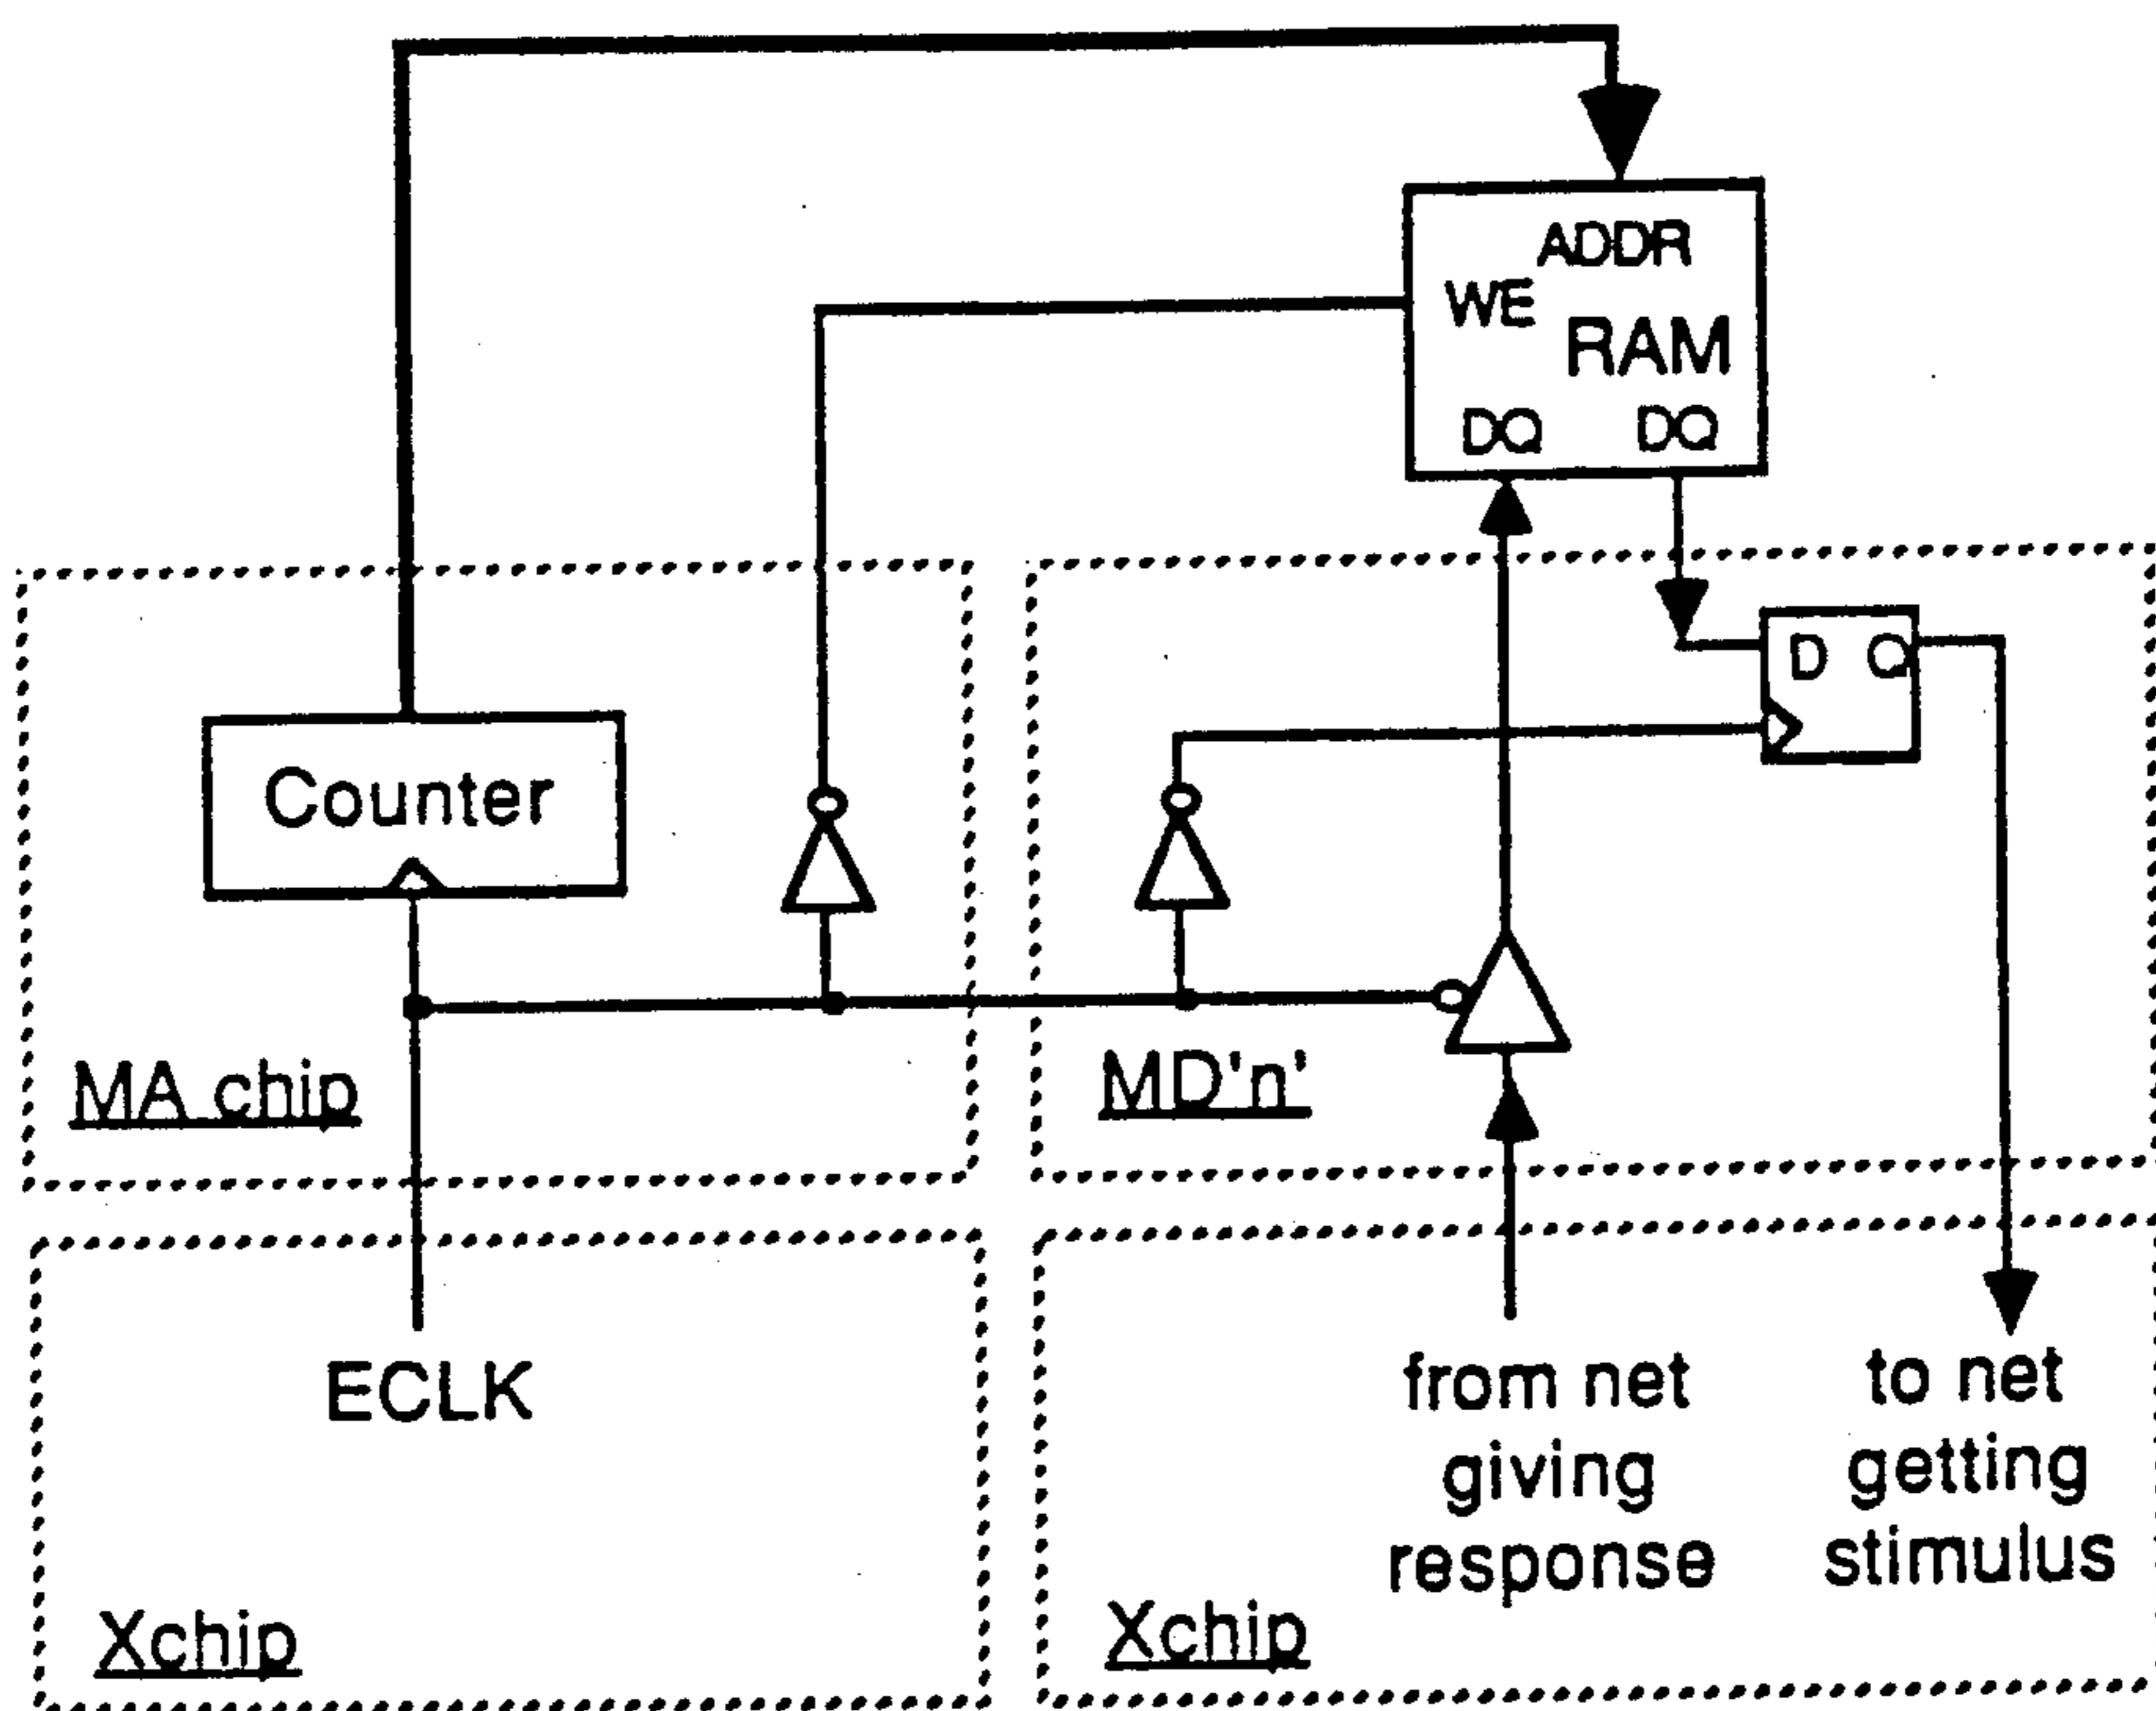 ADDR
WE
RAM
DQ DQ
D Q
Counter
MA chip
MD'n'
ECLK
from net
giving
response
to net
getting
stimulus
Xchip
Xchip